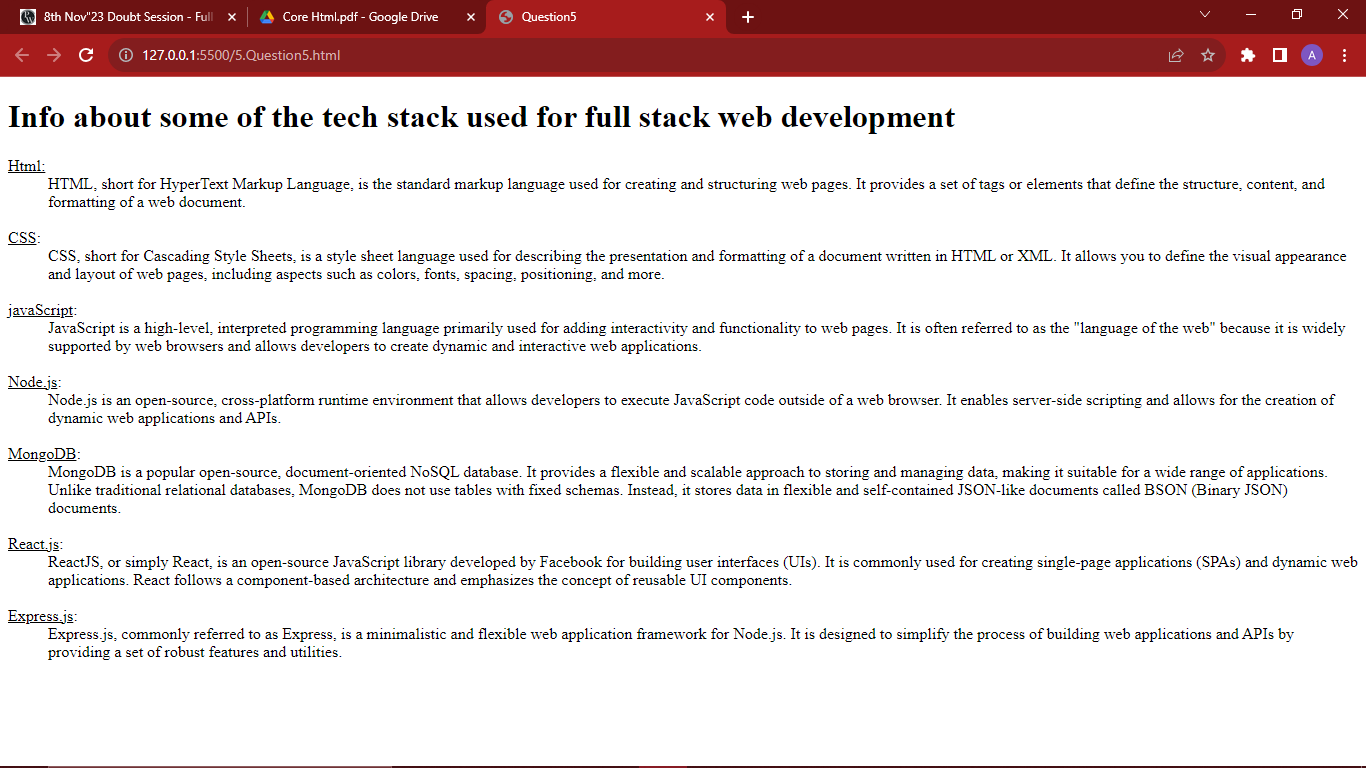 8th Nov"23 Doubt Session - Full
Core Html.pdf - Google Drive
Question5
127.0.0.1:5500/5.Question5.html
A
Info about some of the tech stack used for full stack web development
Html:
HTML, short for HyperText Markup Language, is the standard markup language used for creating and structuring web pages. It provides a set of tags or elements that define the structure, content, and
formatting of a web document.
CSS:
CSS, short for Cascading Style Sheets, is a style sheet language used for describing the presentation and formatting of a document written in HTML or XML. It allows you to define the visual appearance
and layout of web pages, including aspects such as colors, fonts, spacing, positioning, and more.
javaScript:
JavaScript is a high-level, interpreted programming language primarily used for adding interactivity and functionality to web pages. It is often referred to as the "language of the web" because it is widely
supported by web browsers and allows developers to create dynamic and interactive web applications.
Node.js:
Node.js is an open-source, cross-platform runtime environment that allows developers to execute JavaScript code outside of a web browser. It enables server-side scripting and allows for the creation of
dynamic web applications and APIs.
MongoDB:
MongoDB is a popular open-source, document-oriented NoSQL database. It provides a flexible and scalable approach to storing and managing data, making it suitable for a wide range of applications.
Unlike traditional relational databases, MongoDB does not use tables with fixed schemas. Instead, it stores data in flexible and self-contained JSON-like documents called BSON (Binary JSON)
documents.
React.js:
ReactJS, or simply React, is an open-source JavaScript library developed by Facebook for building user interfaces (UIs). It is commonly used for creating single-page applications (SPAs) and dynamic web
applications. React follows a component-based architecture and emphasizes the concept of reusable UI components.
Express.js:
Express.js, commonly referred to as Express, is a minimalistic and flexible web application framework for Node.js. It is designed to simplify the process of building web applications and APIs by
providing a set of robust features and utilities.